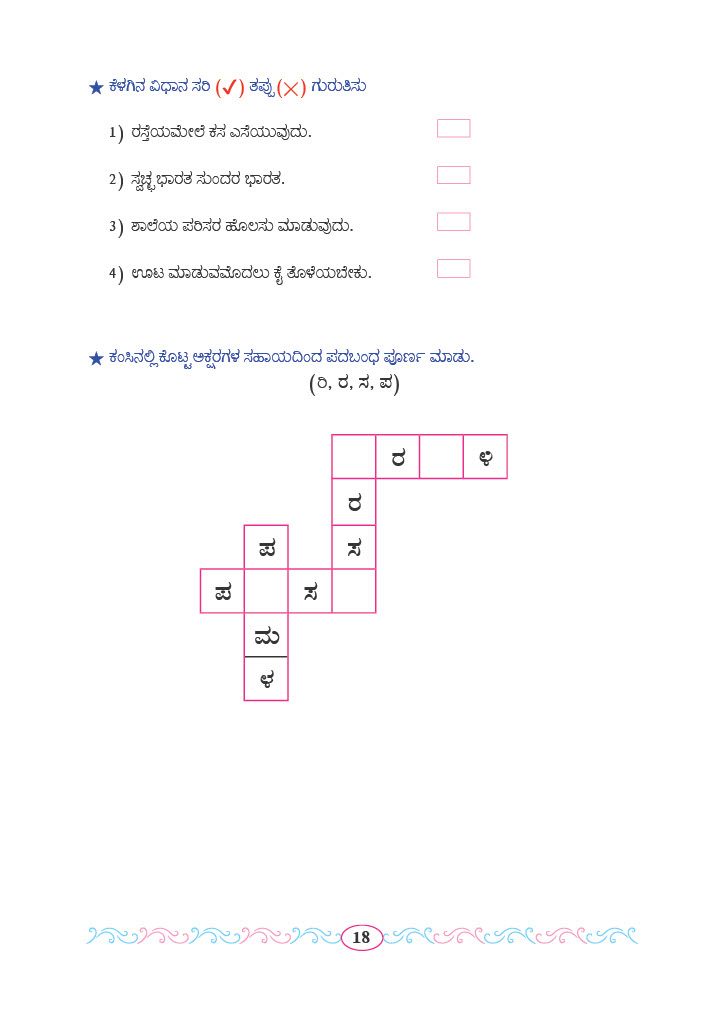 ★ ಕೆಳಗಿನ ವಿಧಾನ ಸರಿ (✓) ತಪ್ಪು (×) ಗುರುತಿಸು
1) ರಸ್ತೆಯಮೇಲೆ ಕಸ ಎಸೆಯುವುದು.
2) ಸ್ವಚ್ಛ ಭಾರತ ಸುಂದರ ಭಾರತ.
3) ಶಾಲೆಯ ಪರಿಸರ ಹೊಲಸು ಮಾಡುವುದು.
4) ಊಟ ಮಾಡುವಮೊದಲು ಕೈ ತೊಳೆಯಬೇಕು.
★ ಕಂಸಿನಲ್ಲಿ ಕೊಟ್ಟ ಅಕ್ಷರಗಳ ಸಹಾಯದಿಂದ ಪದಬಂಧ ಪೂರ್ಣ ಮಾಡು.
(ರಿ, ರ, ಸ, ಪ)
ರ ಳಿ
ರ
ಪ ಸ
ಪ ಸ
ಮ
ಳ
18